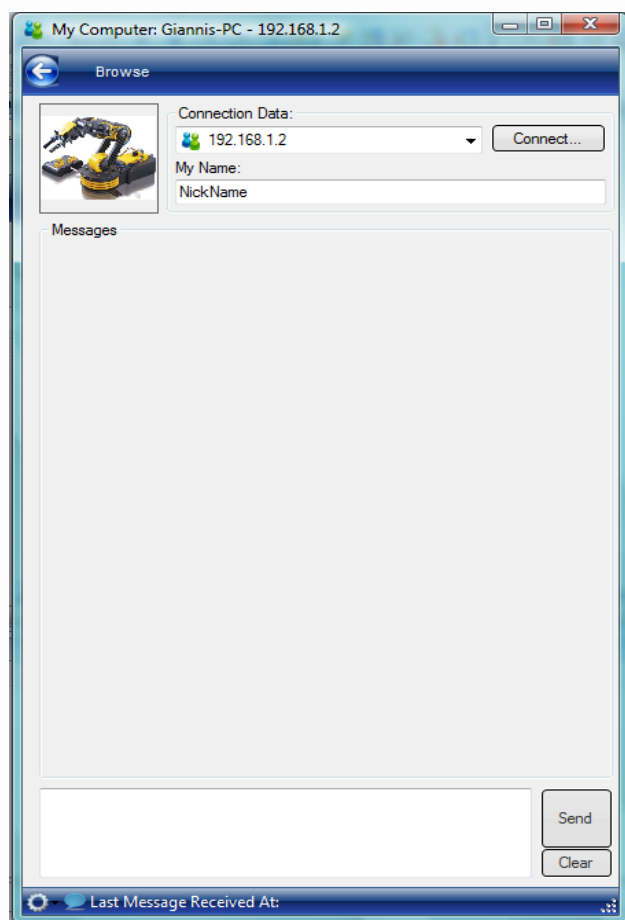 My Computer: Giannis-PC - 192.168.1.2
Browse
Connection Data:
192.168.1.2
Connect...
My Name:
NickName
Messages
Send
Clear
Last Message Received At: